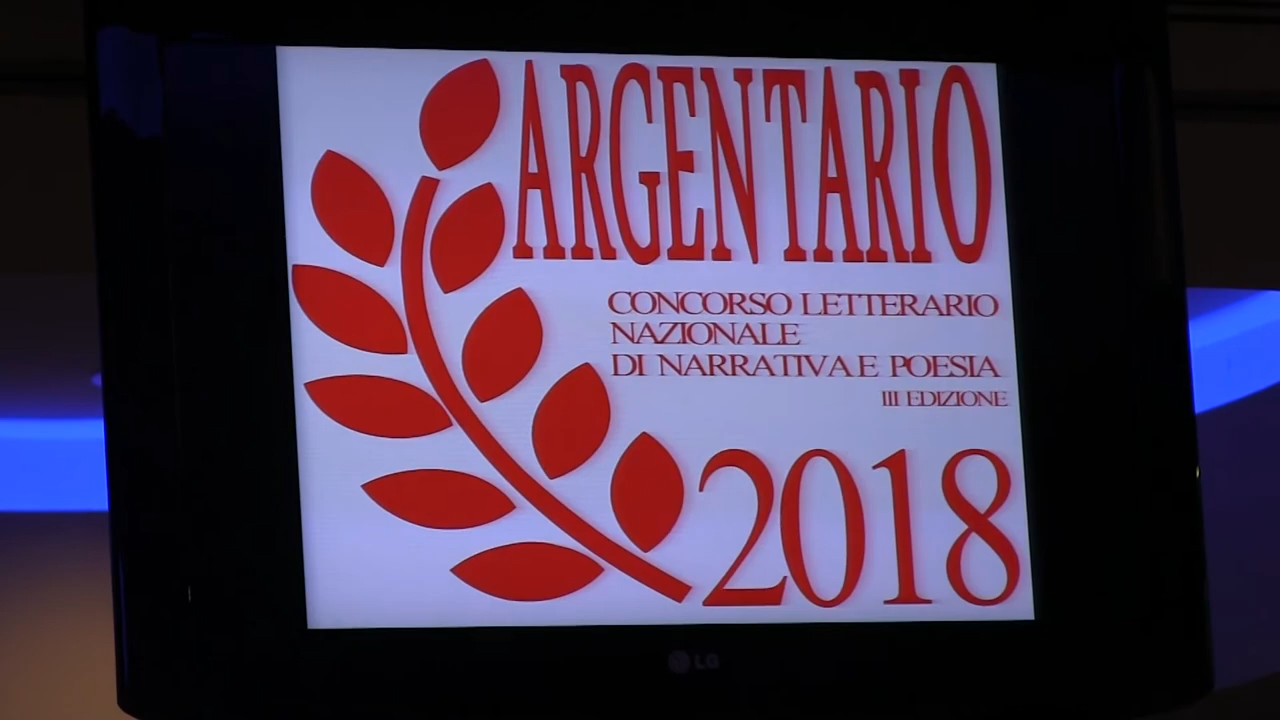 ARGENTARIO
CONCORSO LETTERARIO
NAZIONALE
DI NARRATIVA E POESIA
III EDIZIONE
2018
LG